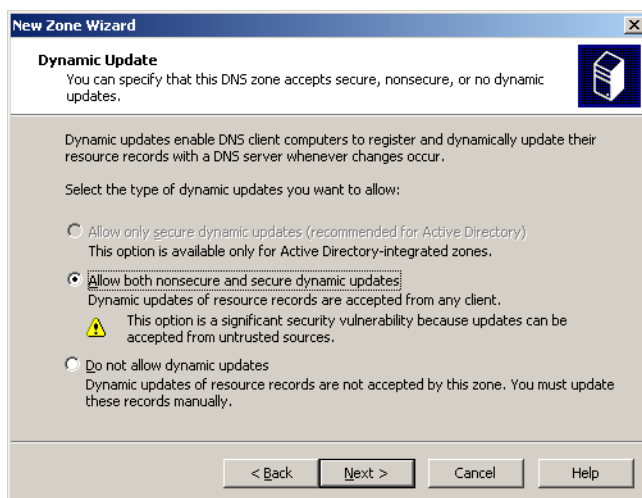 New Zone Wizard
Dynamic Update
You can specify that this DNS zone accepts secure, nonsecure, or no dynamic
updates.
Dynamic updates enable DNS client computers to register and dynamically update their
resource records with a DNS server whenever changes occur.
Select the type of dynamic updates you want to allow:
Allow only secure dynamic updates (recommended for Active Directory)
This option is available only for Active Directory-integrated zones.
Allow both nonsecure and secure dynamic updates
Dynamic updates of resource records are accepted from any client.
This option is a significant security vulnerability because updates can be
accepted from untrusted sources.
Do not allow dynamic updates
Dynamic updates of resource records are not accepted by this zone. You must update
these records manually.
< Back Next > Cancel Help